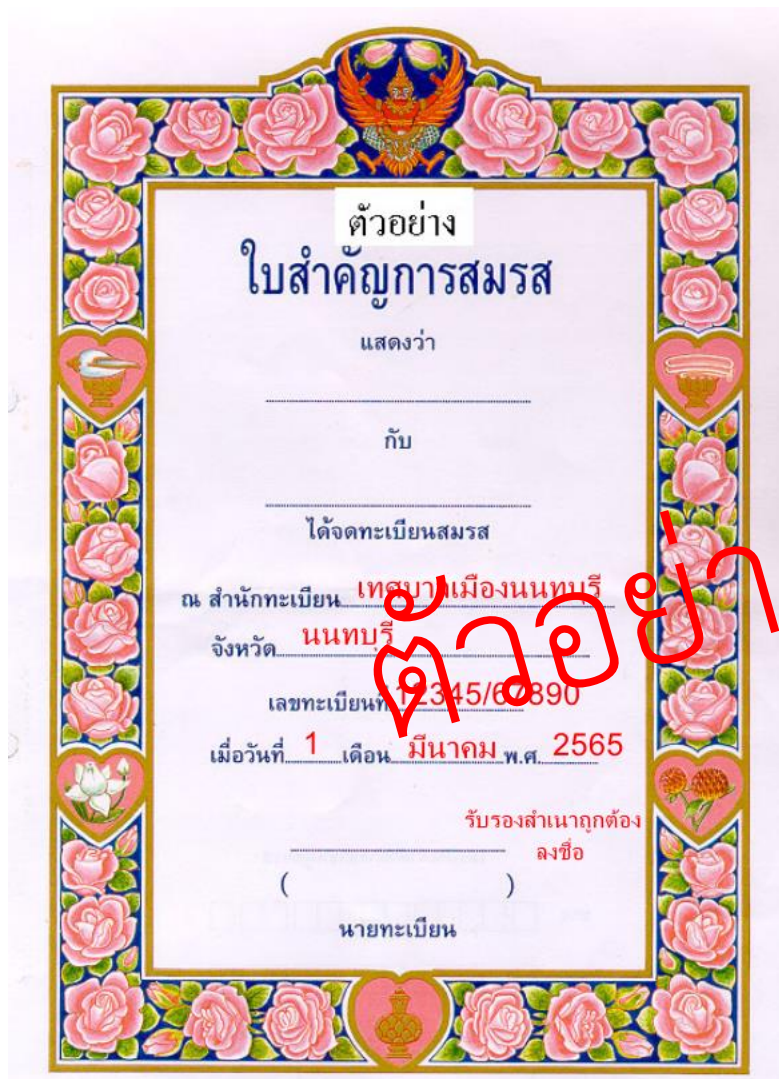 ตัวอย่าง
ใบสำคัญการสมรส
แสดงว่า
กับ
ได้จดทะเบียนสมรส
ณ สำนักทะเบียน เทศบาลเมืองนนทบุรี
จังหวัด นนทบุรี
เลขทะเบียนที่ 12345/67890
ตัวอย่า
เมื่อวันที่ 1 เดือน มีนาคม พ.ศ. 2565
รับรองสำเนาถูกต้อง
ลงชื่อ
( )
นายทะเบียน